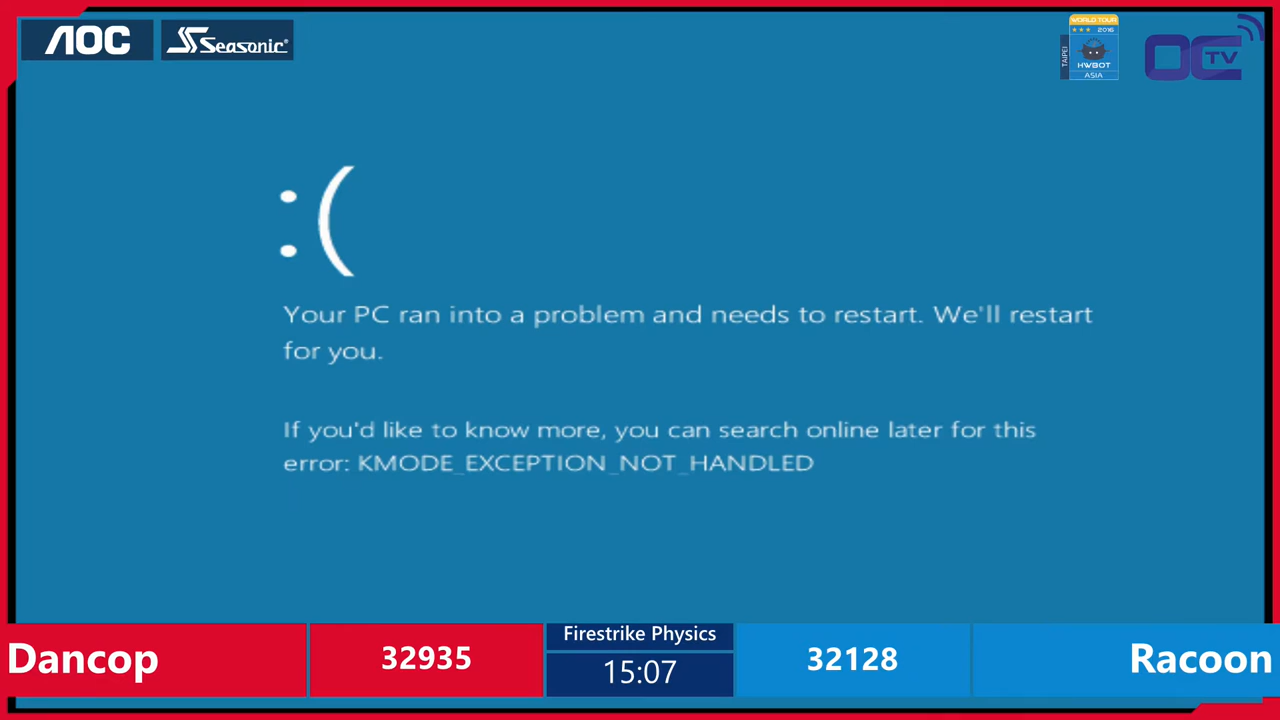 AOC
Seasonic®
WORLD TOUR
2016
TAIPEI
HWBOT
ASIA
OC TV
:(
Your PC ran into a problem and needs to restart. We'll restart
for you.
If you'd like to know more, you can search online later for this
error: KMODE_EXCEPTION_NOT_HANDLED
Dancop
32935
Firestrike Physics
15:07
32128
Racoon